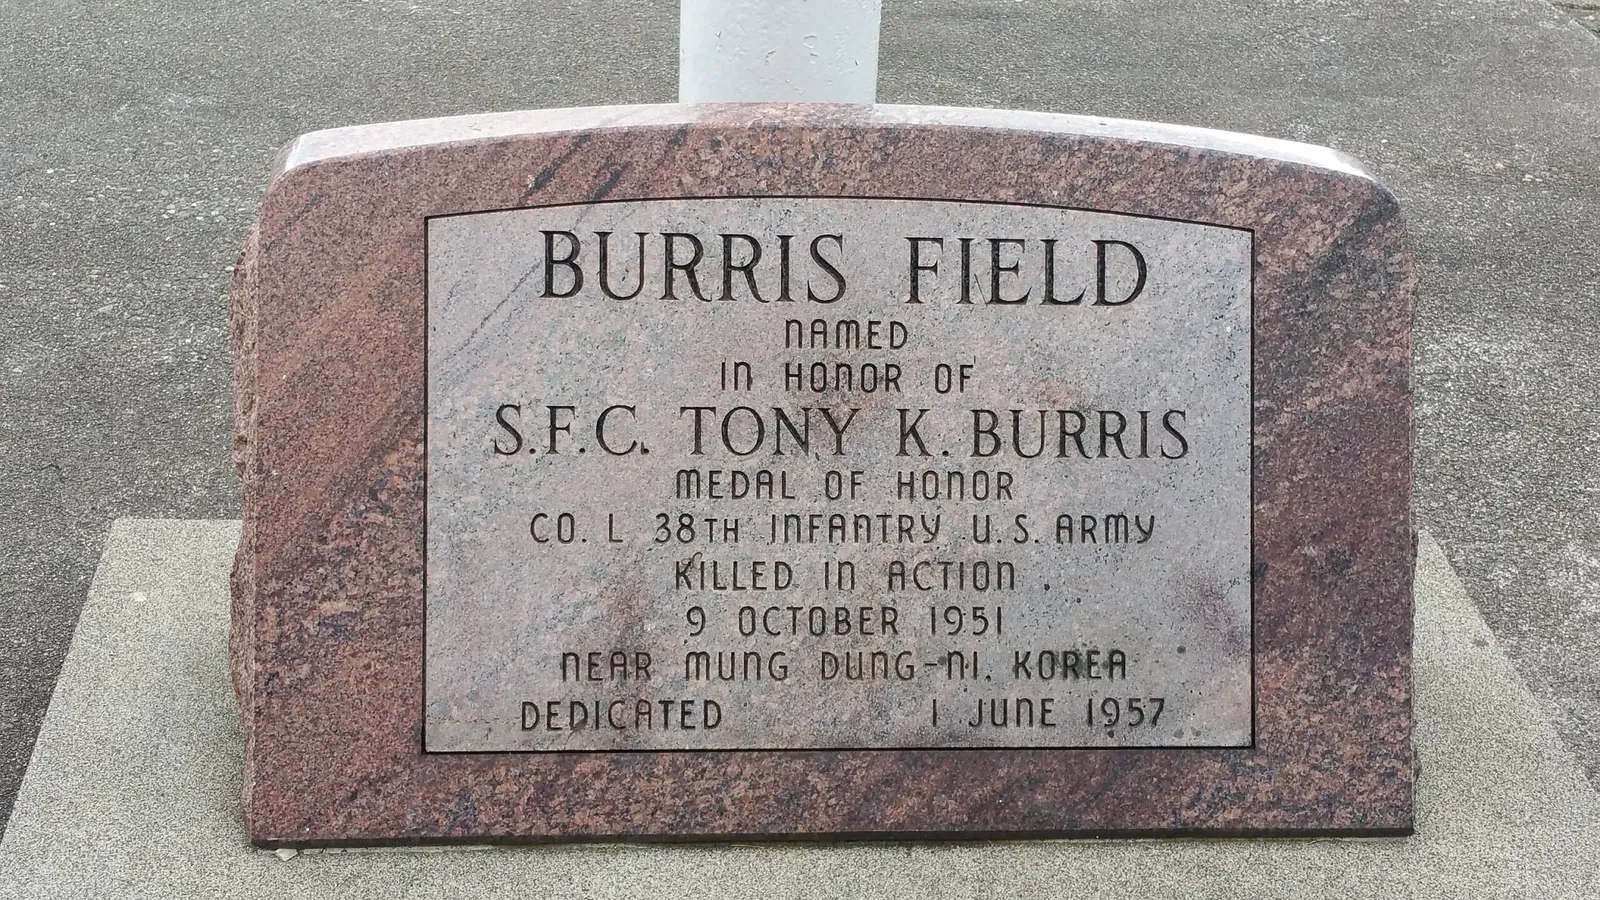 BURRIS FIELD
NAMED
IN HONOR OF
S.F.C. TONY K. BURRIS
MEDAL OF HONOR
CO. L 38TH INFANTRY U.S. ARMY
KILLED IN ACTION
9 OCTOBER 1951
NEAR MUNG DUNG-NI, KOREA
DEDICATED 1 JUNE 1957